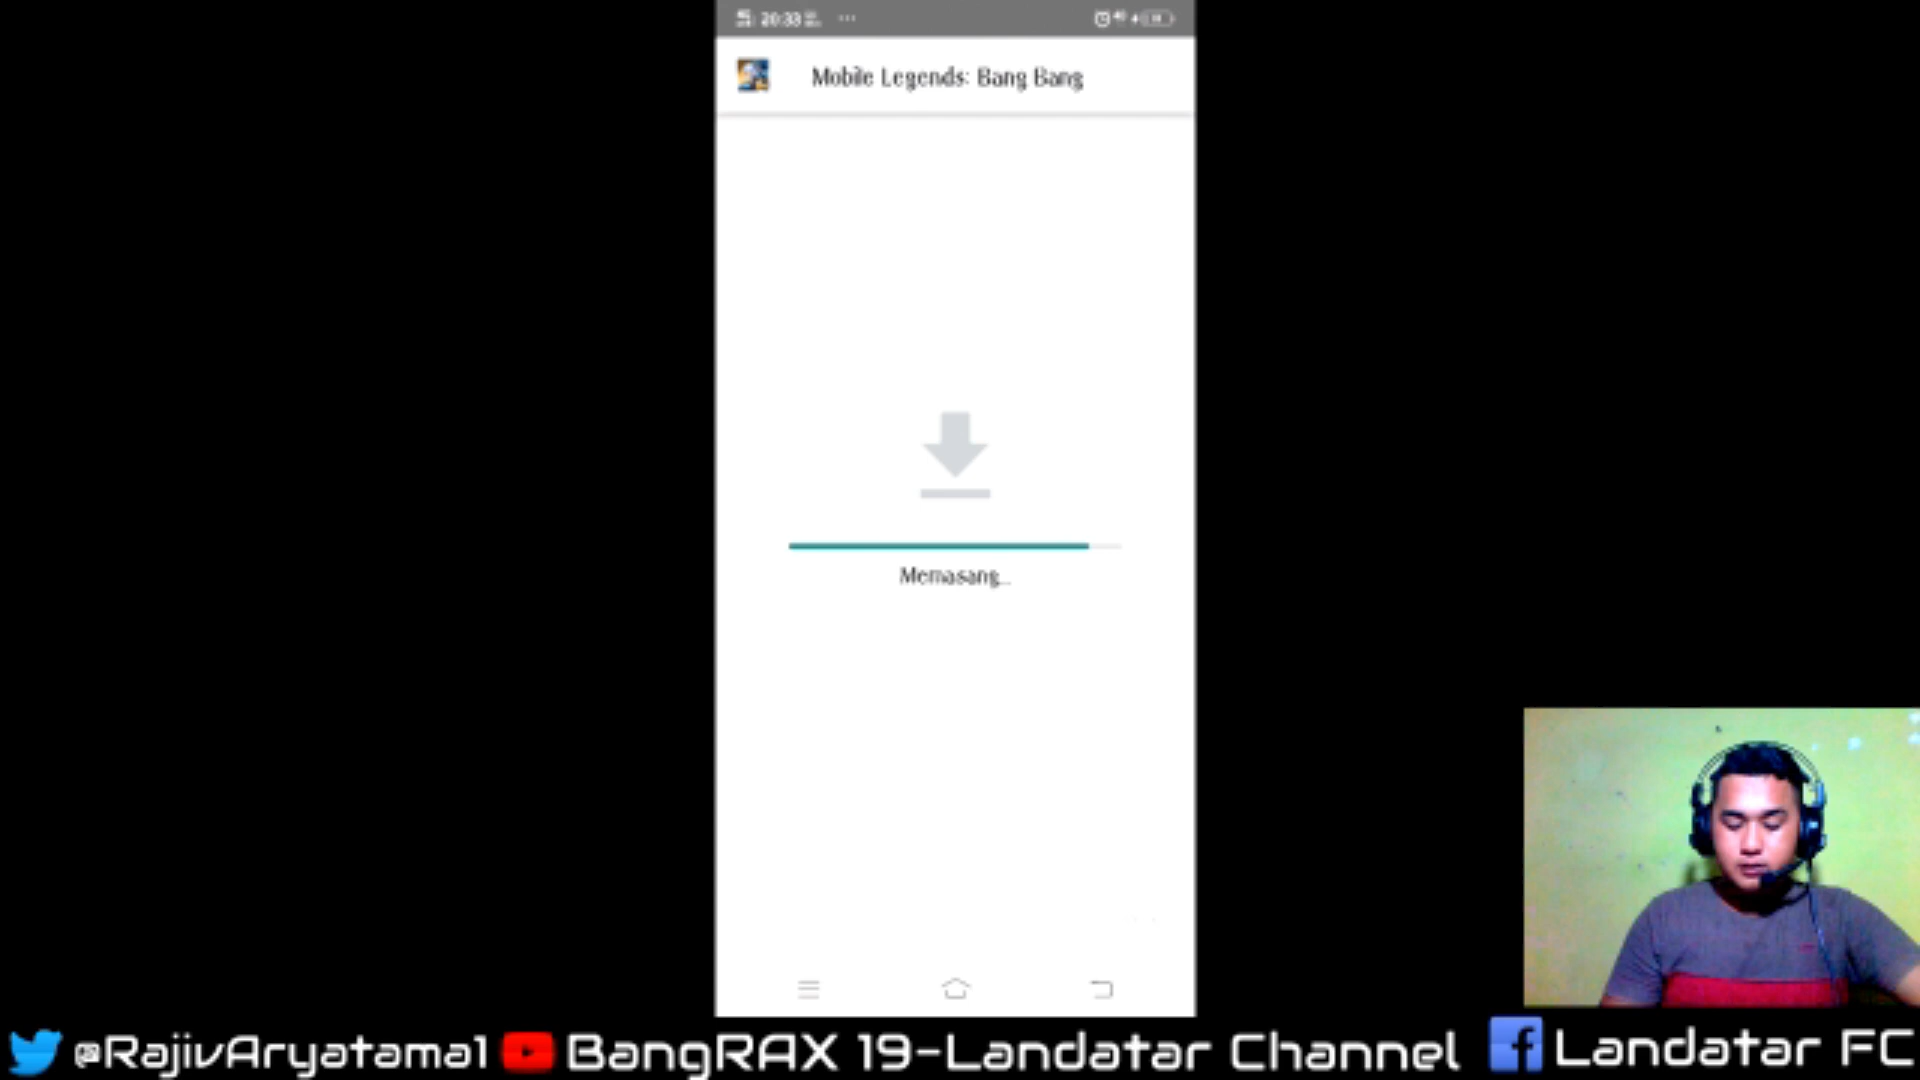 20:33
Mobile Legends: Bang Bang
Memasang...
@RajivAryatama1 BangRAX 19-Landatar Channel Landatar FC